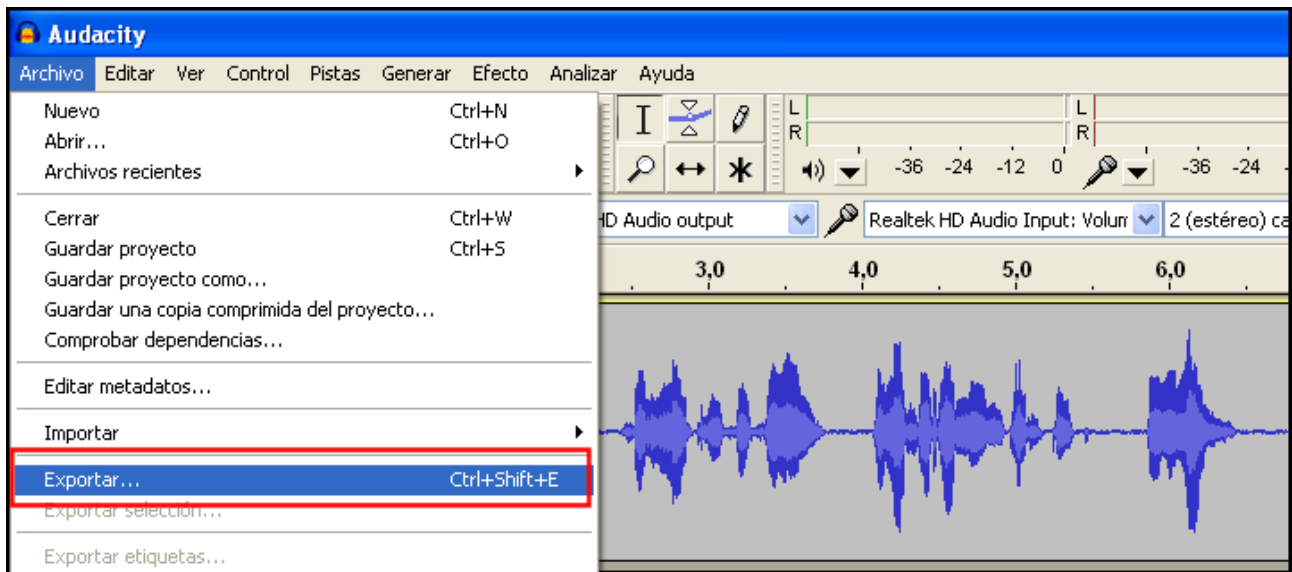 Audacity
Archivo Editar Ver Control Pistas Generar Efecto Analizar Ayuda
Nuevo Ctrl+N
Abrir... Ctrl+O
Archivos recientes
Cerrar Ctrl+W
Guardar proyecto Ctrl+S
Guardar proyecto como...
Guardar una copia comprimida del proyecto...
Comprobar dependencias...
Editar metadatos...
Importar
Exportar... Ctrl+Shift+E
Exportar selección...
Exportar etiquetas...
L L
R R
-36 -24 -12 0 -36 -24
HD Audio output Realtek HD Audio Input: Volum 2 (estéreo) ca
3,0 4,0 5,0 6,0